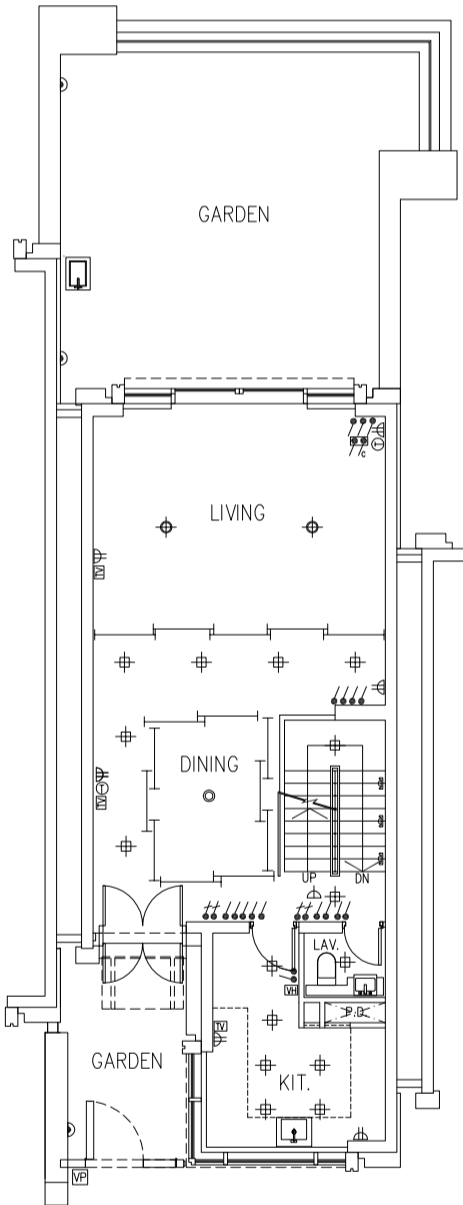 GARDEN
T
C
LIVING
TV
DINING
T
TV
UP
DN
LAV.
VH
P.D
TV
GARDEN
KIT.
VP